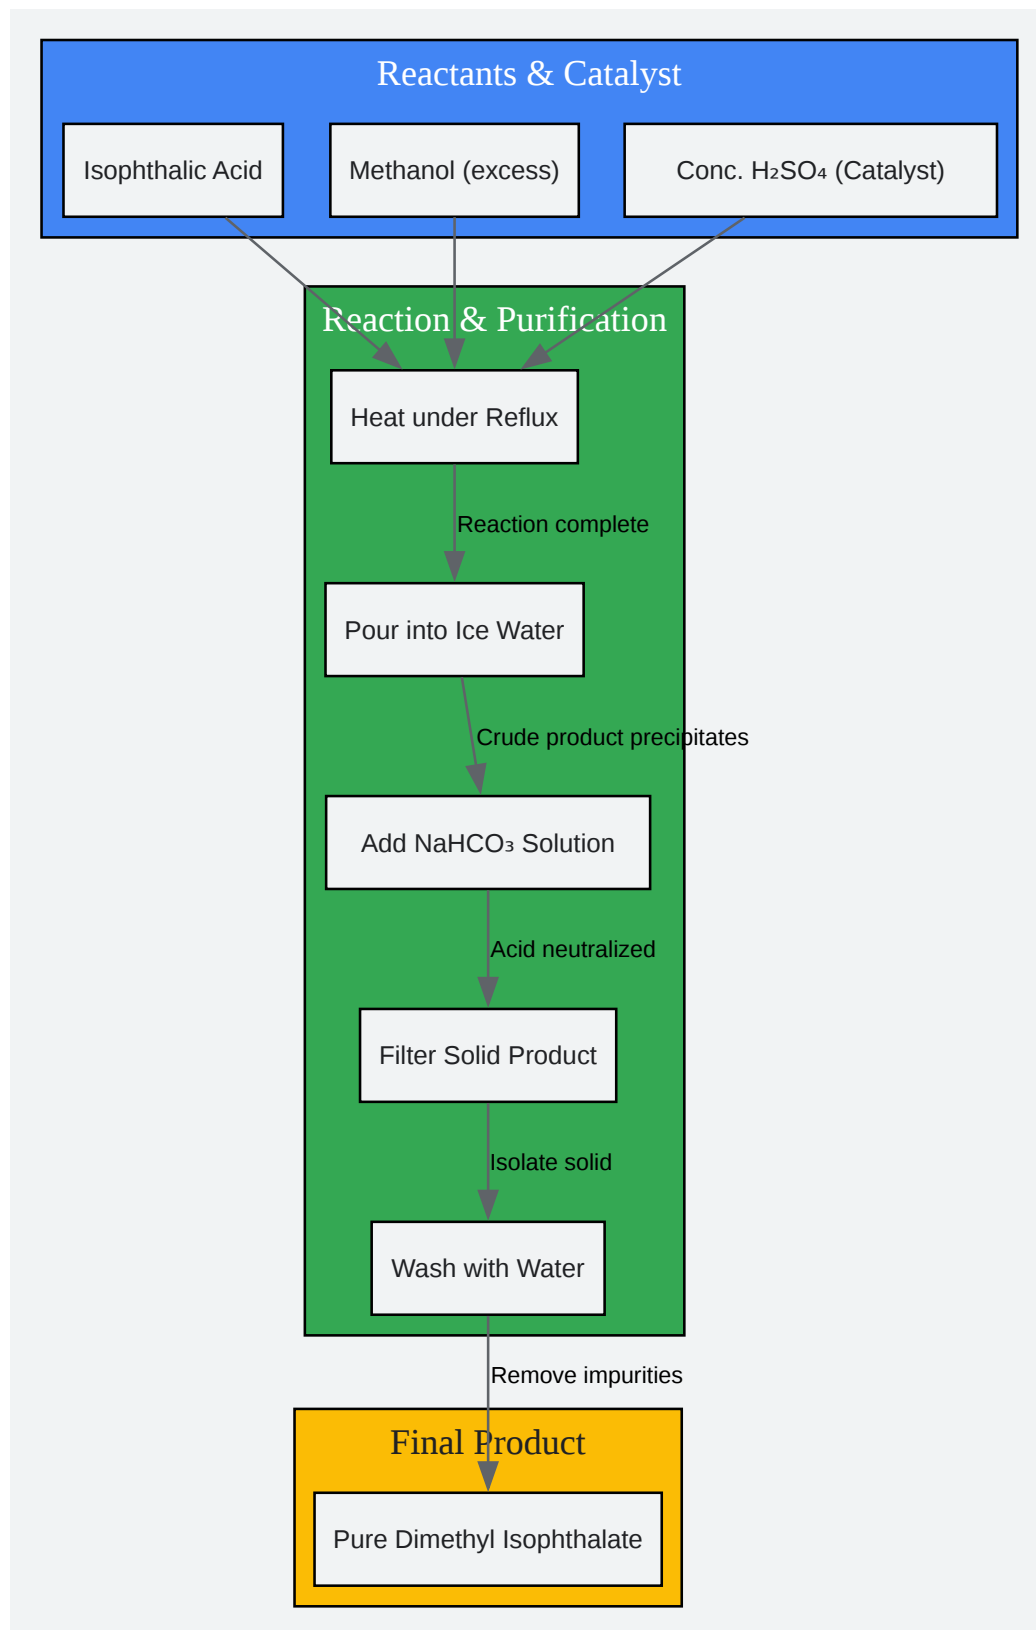 Reactants & Catalyst
Isophthalic Acid
Methanol (excess)
Conc. H₂SO₄ (Catalyst)
Reaction & Purification
Heat under Reflux
Reaction complete
Pour into Ice Water
Crude product precipitates
Add NaHCO₃ Solution
Acid neutralized
Filter Solid Product
Isolate solid
Wash with Water
Remove impurities
Final Product
Pure Dimethyl Isophthalate